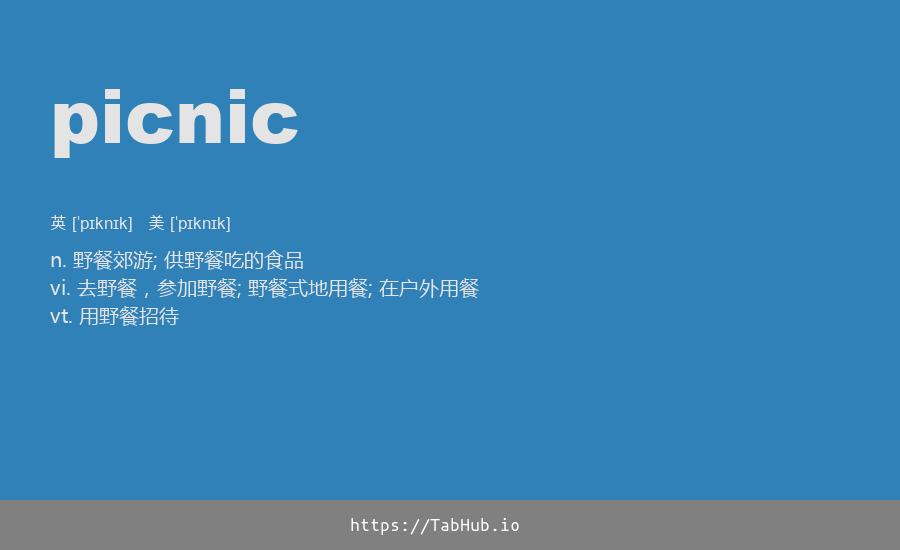 picnic
英 [ˈpɪknɪk] 美 [ˈpɪknɪk]
n. 野餐郊游; 供野餐吃的食品
vi. 去野餐，参加野餐; 野餐式地用餐; 在户外用餐
vt. 用野餐招待
https://TabHub.io